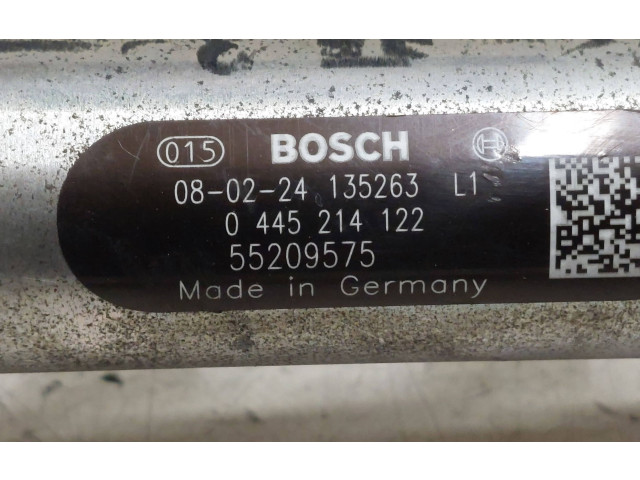 015 BOSCH
08-02-24 135263 L1
0 445 214 122
55209575
Made in Germany